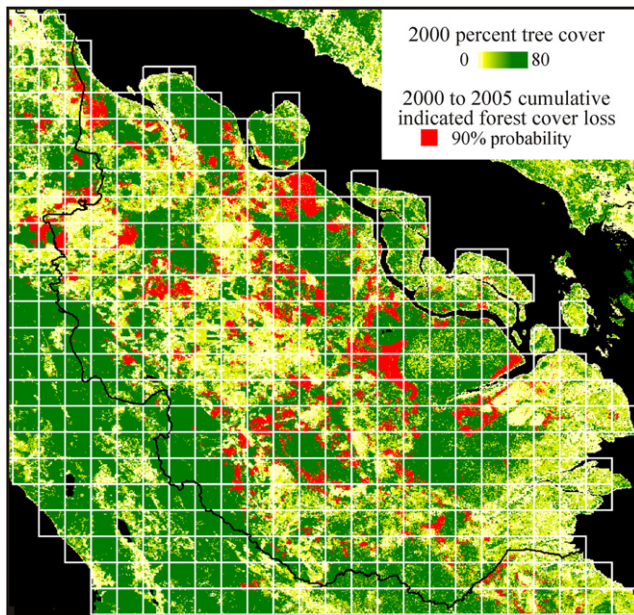 2000 percent tree cover
0 80
2000 to 2005 cumulative
indicated forest cover loss
90% probability